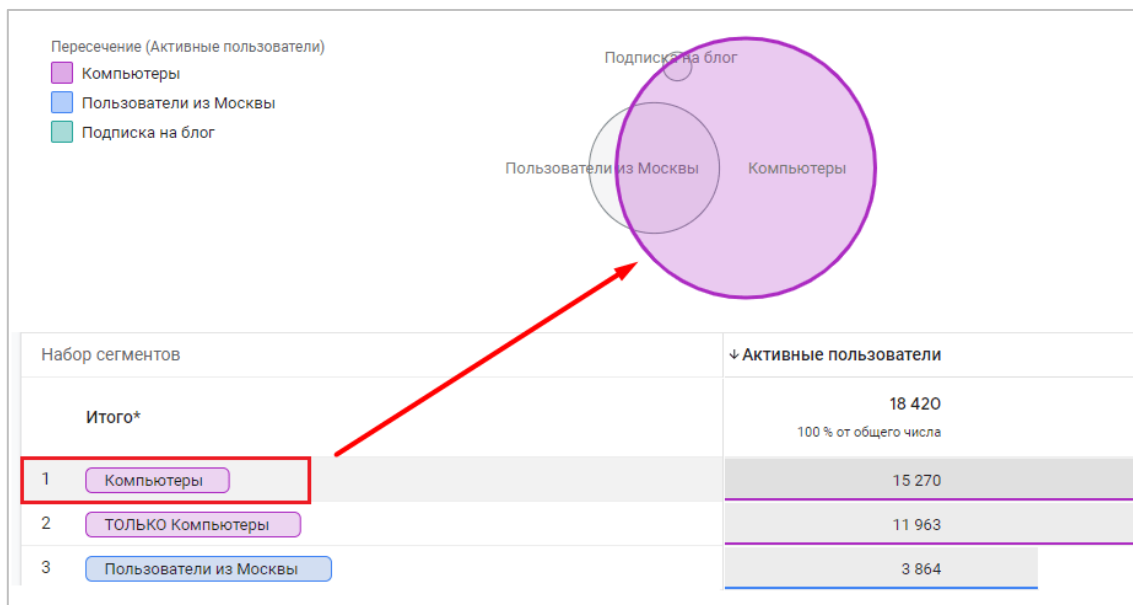 Пересечение (Активные пользователи)
Компьютеры
Пользователи из Москвы
Подписка на блог
Подписка на блог
Пользователи из Москвы
Компьютеры
Набор сегментов
↓ Активные пользователи
Итого*
18 420
100 % от общего числа
1 Компьютеры 15 270
2 ТОЛЬКО Компьютеры 11 963
3 Пользователи из Москвы 3 864